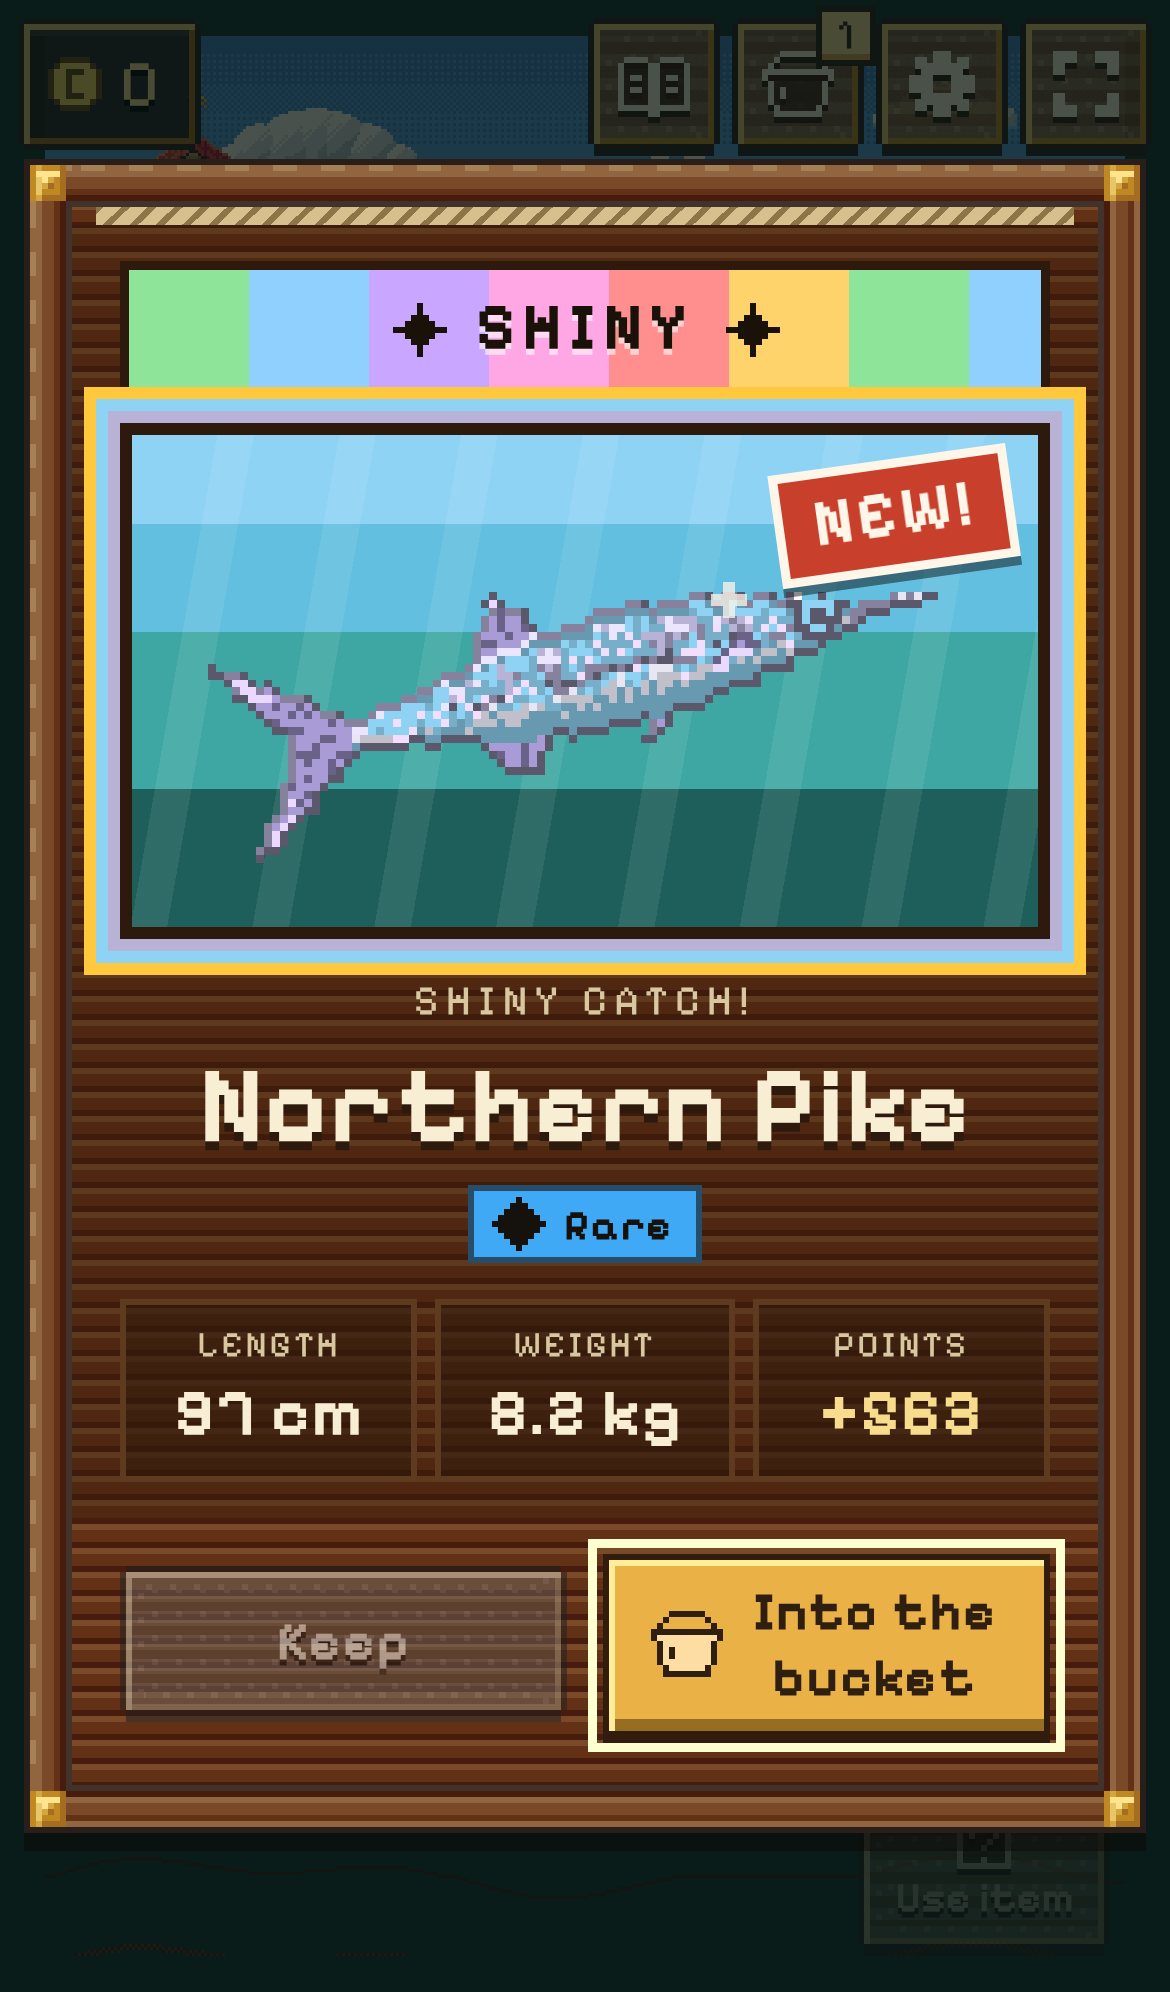 C 0
1
SHINY
NEW!
SHINY CATCH!
Northern Pike
Rare
LENGTH
97 cm
WEIGHT
8.2 kg
POINTS
+863
Keep
Into the
bucket
?
Use item